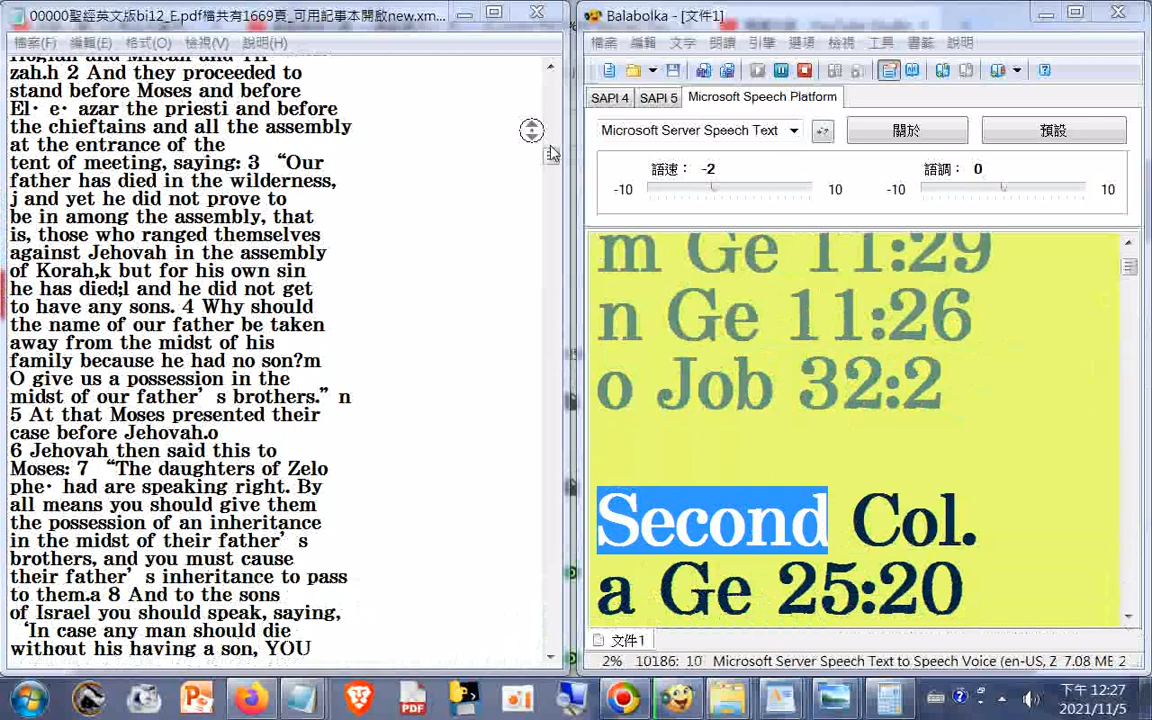 00000聖經英文版bi12_E.pdf檔共有1669頁_可用記事本開啟new.xm...
檔案(F) 編輯(E) 格式(O) 檢視(V) 說明(H)
zah.h 2 And they proceeded to
stand before Moses and before
El· e· azar the priesti and before
the chieftains and all the assembly
at the entrance of the
tent of meeting, saying: 3 “Our
father has died in the wilderness,
j and yet he did not prove to
be in among the assembly, that
is, those who ranged themselves
against Jehovah in the assembly
of Korah,k but for his own sin
he has died;l and he did not get
to have any sons. 4 Why should
the name of our father be taken
away from the midst of his
family because he had no son?m
O give us a possession in the
midst of our father’s brothers.” n
5 At that Moses presented their
case before Jehovah.o
6 Jehovah then said this to
Moses: 7 “The daughters of Zelo
phe· had are speaking right. By
all means you should give them
the possession of an inheritance
in the midst of their father’s
brothers, and you must cause
their father’s inheritance to pass
to them.a 8 And to the sons
of Israel you should speak, saying,
‘In case any man should die
without his having a son, YOU
Balabolka - [文件1]
檔案 編輯 文字 朗讀 引擎 選項 檢視 工具 書籤 說明
SAPI 4 SAPI 5 Microsoft Speech Platform
Microsoft Server Speech Text 關於 預設
語速： -2 語調： 0
-10 10 -10 10
m Ge 11:29
n Ge 11:26
o Job 32:2
Second Col.
a Ge 25:20
文件1
2% 10186: 10 Microsoft Server Speech Text to Speech Voice (en-US, Z 7.08 ME 2
下午 12:27
2021/11/5